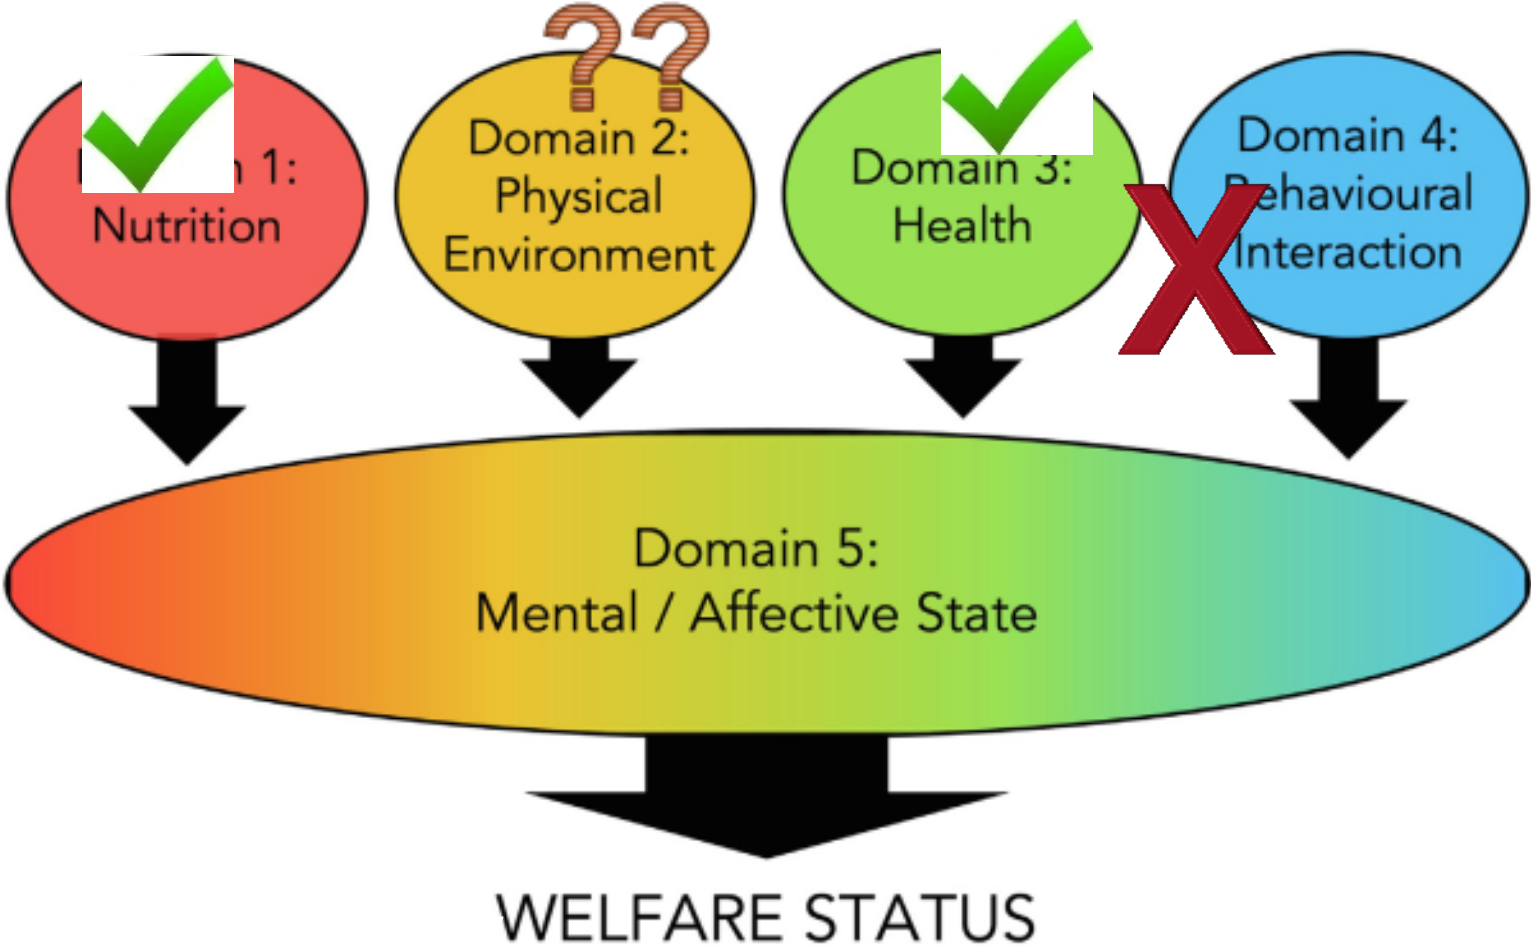 ??
1:
Nutrition
Domain 2:
Physical
Environment
Domain 3:
Health
Domain 4:
Behavioural
Interaction
X
Domain 5:
Mental / Affective State
WELFARE STATUS